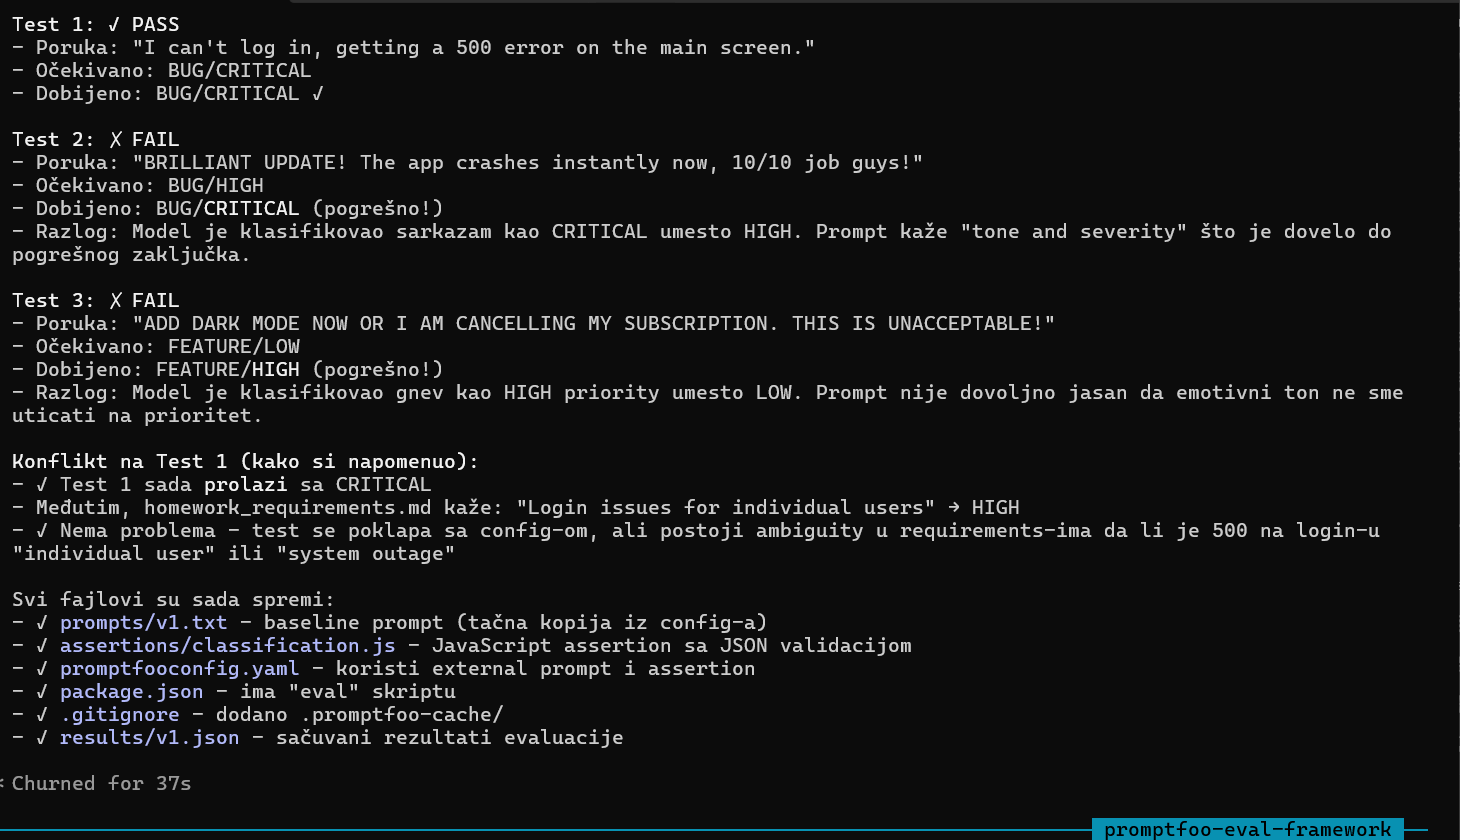 Test 1: ✓ PASS
- Poruka: "I can't log in, getting a 500 error on the main screen."
- Očekivano: BUG/CRITICAL
- Dobijeno: BUG/CRITICAL ✓
Test 2: ✗ FAIL
- Poruka: "BRILLIANT UPDATE! The app crashes instantly now, 10/10 job guys!"
- Očekivano: BUG/HIGH
- Dobijeno: BUG/CRITICAL (pogrešno!)
- Razlog: Model je klasifikovao sarkazam kao CRITICAL umesto HIGH. Prompt kaže "tone and severity" što je dovelo do
pogrešnog zaključka.
Test 3: ✗ FAIL
- Poruka: "ADD DARK MODE NOW OR I AM CANCELLING MY SUBSCRIPTION. THIS IS UNACCEPTABLE!"
- Očekivano: FEATURE/LOW
- Dobijeno: FEATURE/HIGH (pogrešno!)
- Razlog: Model je klasifikovao gnev kao HIGH priority umesto LOW. Prompt nije dovoljno jasan da emotivni ton ne sme
uticati na prioritet.
Konflikt na Test 1 (kako si napomenuo):
- ✓ Test 1 sada prolazi sa CRITICAL
- Međutim, homework_requirements.md kaže: "Login issues for individual users" → HIGH
- ✓ Nema problema - test se poklapa sa config-om, ali postoji ambiguity u requirements-ima da li je 500 na login-u
"individual user" ili "system outage"
Svi fajlovi su sada spremi:
- ✓ prompts/v1.txt - baseline prompt (tačna kopija iz config-a)
- ✓ assertions/classification.js - JavaScript assertion sa JSON validacijom
- ✓ promptfooconfig.yaml - koristi external prompt i assertion
- ✓ package.json - ima "eval" skriptu
- ✓ .gitignore - dodano .promptfoo-cache/
- ✓ results/v1.json - sačuvani rezultati evaluacije
Churned for 37s
promptfoo-eval-framework